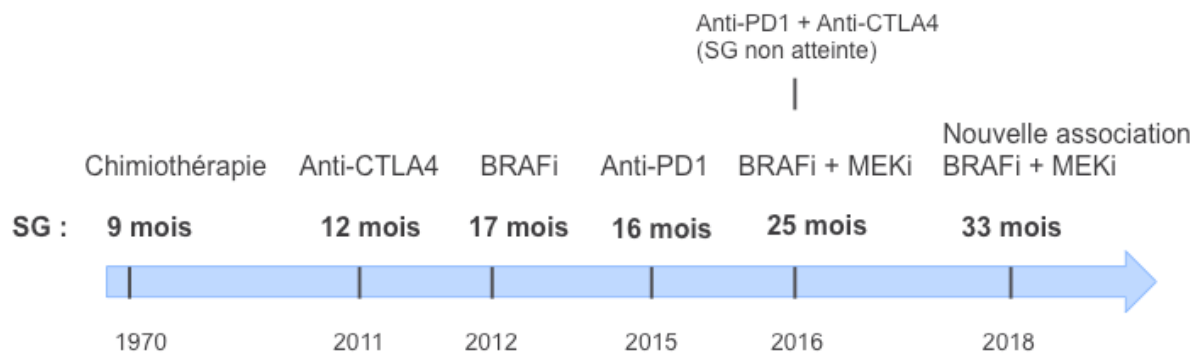 Anti-PD1 + Anti-CTLA4
(SG non atteinte)
Nouvelle association
Chimiothérapie Anti-CTLA4 BRAFi Anti-PD1 BRAFi + MEKi BRAFi + MEKi
SG : 9 mois 12 mois 17 mois 16 mois 25 mois 33 mois
1970 2011 2012 2015 2016 2018